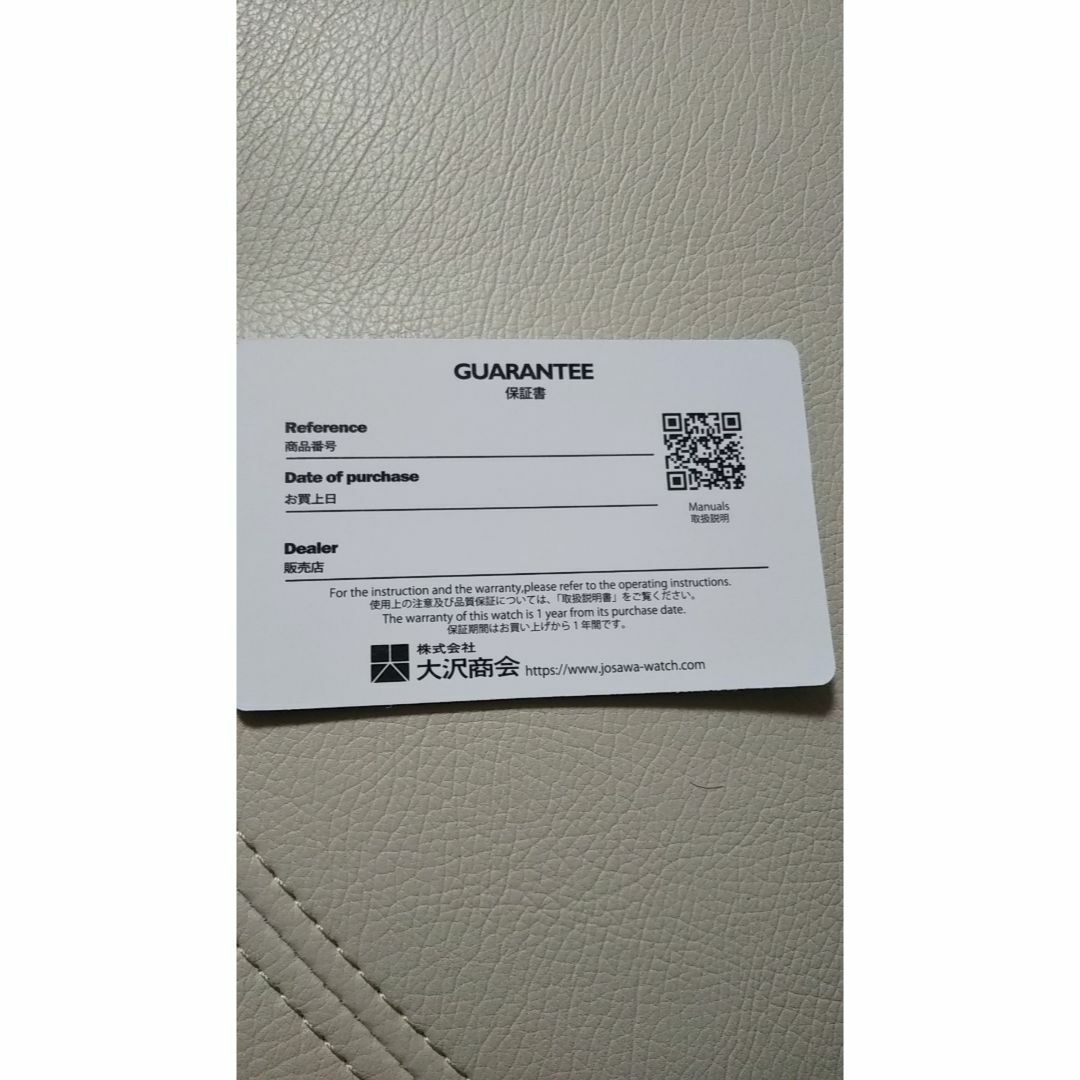 GUARANTEE
保証書
Reference
商品番号
Date of purchase
お買上日
Manuals
取扱説明
Dealer
販売店
For the instruction and the warranty,please refer to the operating instructions.
使用上の注意及び品質保証については、「取扱説明書」をご覧ください。
The warranty of this watch is 1 year from its purchase date.
保証期間はお買い上げから1年間です。
株式会社
大沢商会 https://www.josawa-watch.com